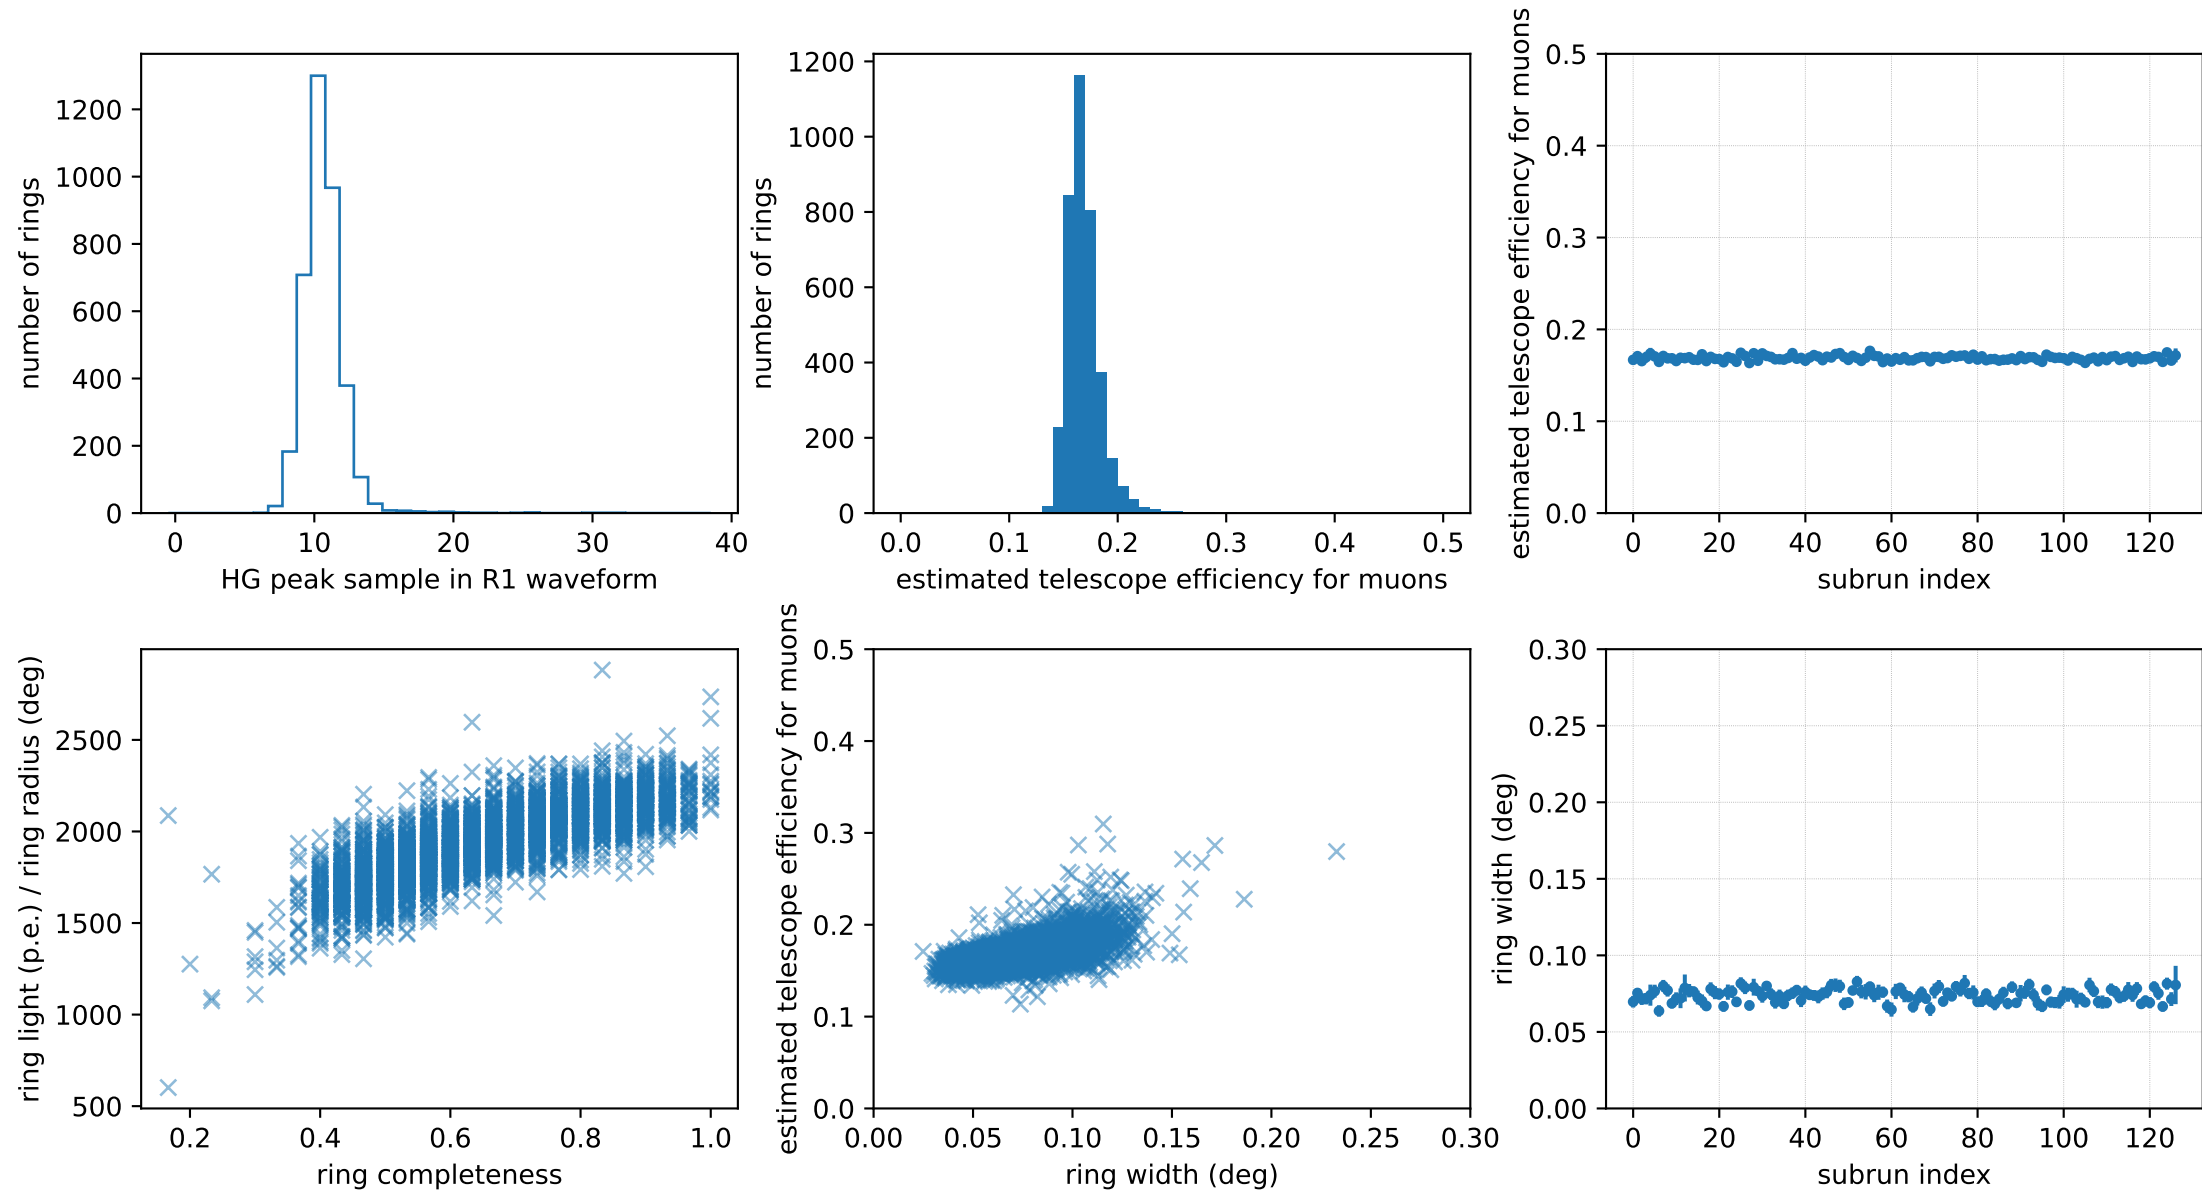 number of rings
1200
1000
800
600
400
200
0
0 10 20 30 40
HG peak sample in R1 waveform
number of rings
1200
1000
800
600
400
200
0
0.0 0.1 0.2 0.3 0.4 0.5
estimated telescope efficiency for muons
estimated telescope efficiency for muons
0.5
0.4
0.3
0.2
0.1
0.0
0 20 40 60 80 100 120
subrun index
ring light (p.e.) / ring radius (deg)
2500
2000
1500
1000
500
0.2 0.4 0.6 0.8 1.0
ring completeness
estimated telescope efficiency for muons
0.5
0.4
0.3
0.2
0.1
0.0
0.00 0.05 0.10 0.15 0.20 0.25 0.30
ring width (deg)
ring width (deg)
0.30
0.25
0.20
0.15
0.10
0.05
0.00
0 20 40 60 80 100 120
subrun index